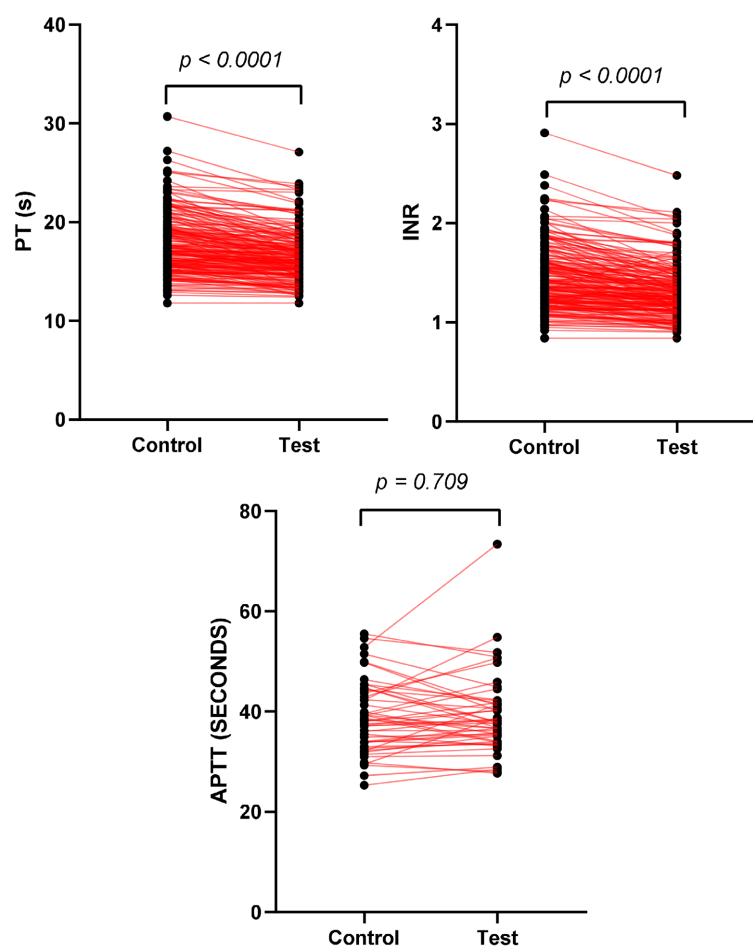 p < 0.0001
PT (s)
40
30
20
10
0
Control Test
p < 0.0001
INR
4
3
2
1
0
Control Test
p = 0.709
APTT (SECONDS)
80
60
40
20
0
Control Test